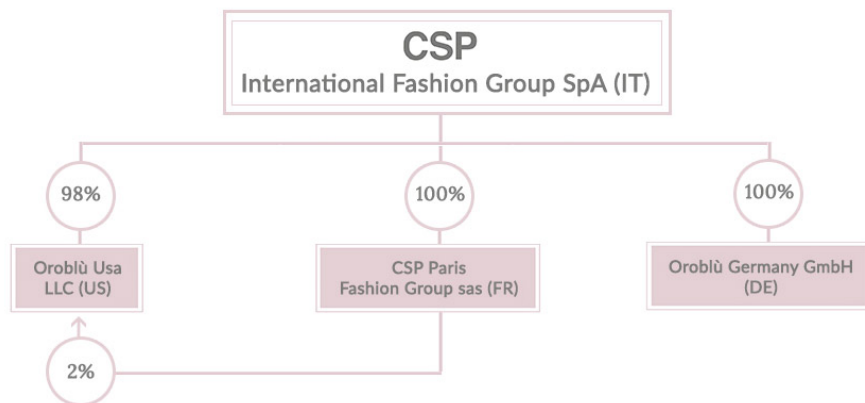 CSP
International Fashion Group SpA (IT)
98%
100%
100%
Oroblù Usa
LLC (US)
CSP Paris
Fashion Group sas (FR)
Oroblù Germany GmbH
(DE)
2%